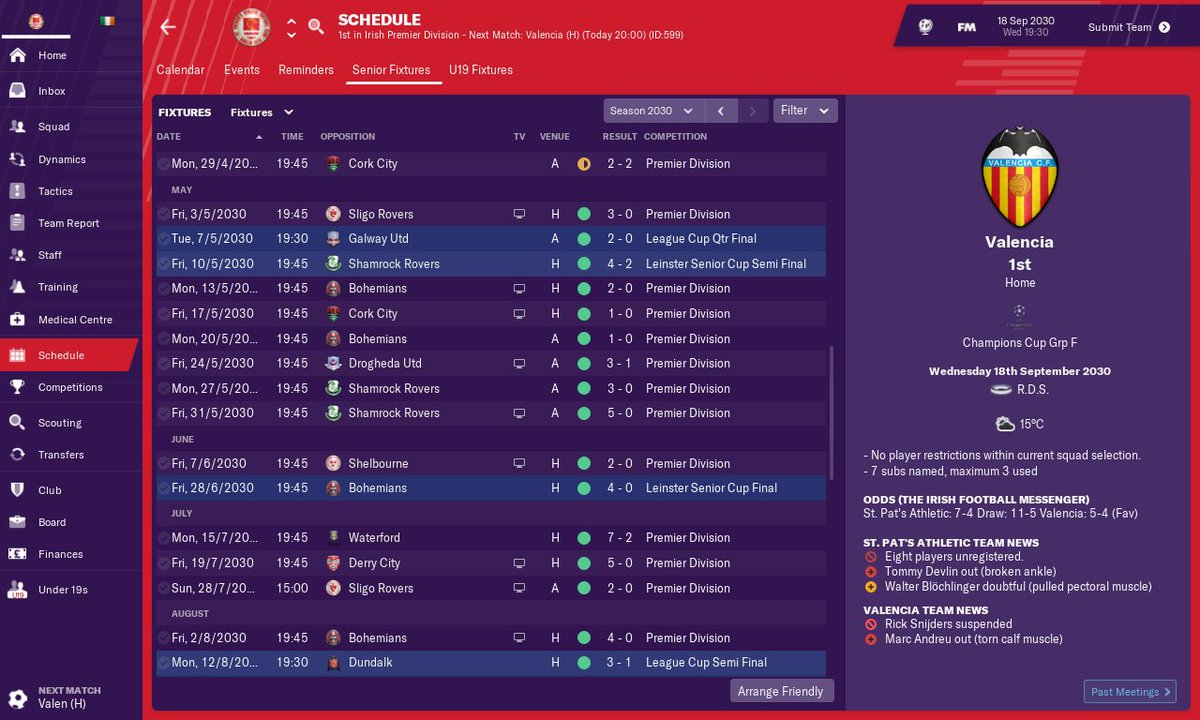 SCHEDULE
1st in Irish Premier Division - Next Match: Valencia (H) (Today 20:00) (ID:599)
FM
18 Sep 2030
Wed 19:30
Submit Team
Calendar Events Reminders Senior Fixtures U19 Fixtures
Home
Inbox
Squad
Dynamics
Tactics
Team Report
Staff
Training
Medical Centre
Schedule
Competitions
Scouting
Transfers
Club
Board
Finances
U19
Under 19s
NEXT MATCH
Valen (H)
FIXTURES Fixtures Season 2030 Filter
DATE TIME OPPOSITION TV VENUE RESULT COMPETITION
Mon, 29/4/20... 19:45 Cork City A 2 - 2 Premier Division
MAY
Fri, 3/5/2030 19:45 Sligo Rovers H 3 - 0 Premier Division
Tue, 7/5/2030 19:30 Galway Utd A 2 - 0 League Cup Qtr Final
Fri, 10/5/2030 19:45 Shamrock Rovers H 4 - 2 Leinster Senior Cup Semi Final
Mon, 13/5/20... 19:45 Bohemians H 2 - 0 Premier Division
Fri, 17/5/2030 19:45 Cork City H 1 - 0 Premier Division
Mon, 20/5/20... 19:45 Bohemians A 1 - 0 Premier Division
Fri, 24/5/2030 19:45 Drogheda Utd A 3 - 1 Premier Division
Mon, 27/5/20... 19:45 Shamrock Rovers A 3 - 0 Premier Division
Fri, 31/5/2030 19:45 Shamrock Rovers A 5 - 0 Premier Division
JUNE
Fri, 7/6/2030 19:45 Shelbourne H 2 - 0 Premier Division
Fri, 28/6/2030 19:45 Bohemians H 4 - 0 Leinster Senior Cup Final
JULY
Mon, 15/7/20... 19:45 Waterford H 7 - 2 Premier Division
Fri, 19/7/2030 19:45 Derry City H 5 - 0 Premier Division
Sun, 28/7/20... 15:00 Sligo Rovers A 2 - 0 Premier Division
AUGUST
Fri, 2/8/2030 19:45 Bohemians H 4 - 0 Premier Division
Mon, 12/8/20... 19:30 Dundalk H 3 - 1 League Cup Semi Final
Arrange Friendly
VALENCIA C.F.
Valencia
1st
Home
Champions Cup Grp F
Wednesday 18th September 2030
R.D.S.
15ºC
- No player restrictions within current squad selection.
- 7 subs named, maximum 3 used
ODDS (THE IRISH FOOTBALL MESSENGER)
St. Pat's Athletic: 7-4 Draw: 11-5 Valencia: 5-4 (Fav)
ST. PAT'S ATHLETIC TEAM NEWS
Eight players unregistered.
Tommy Devlin out (broken ankle)
Walter Blöchlinger doubtful (pulled pectoral muscle)
VALENCIA TEAM NEWS
Rick Snijders suspended
Marc Andreu out (torn calf muscle)
Past Meetings